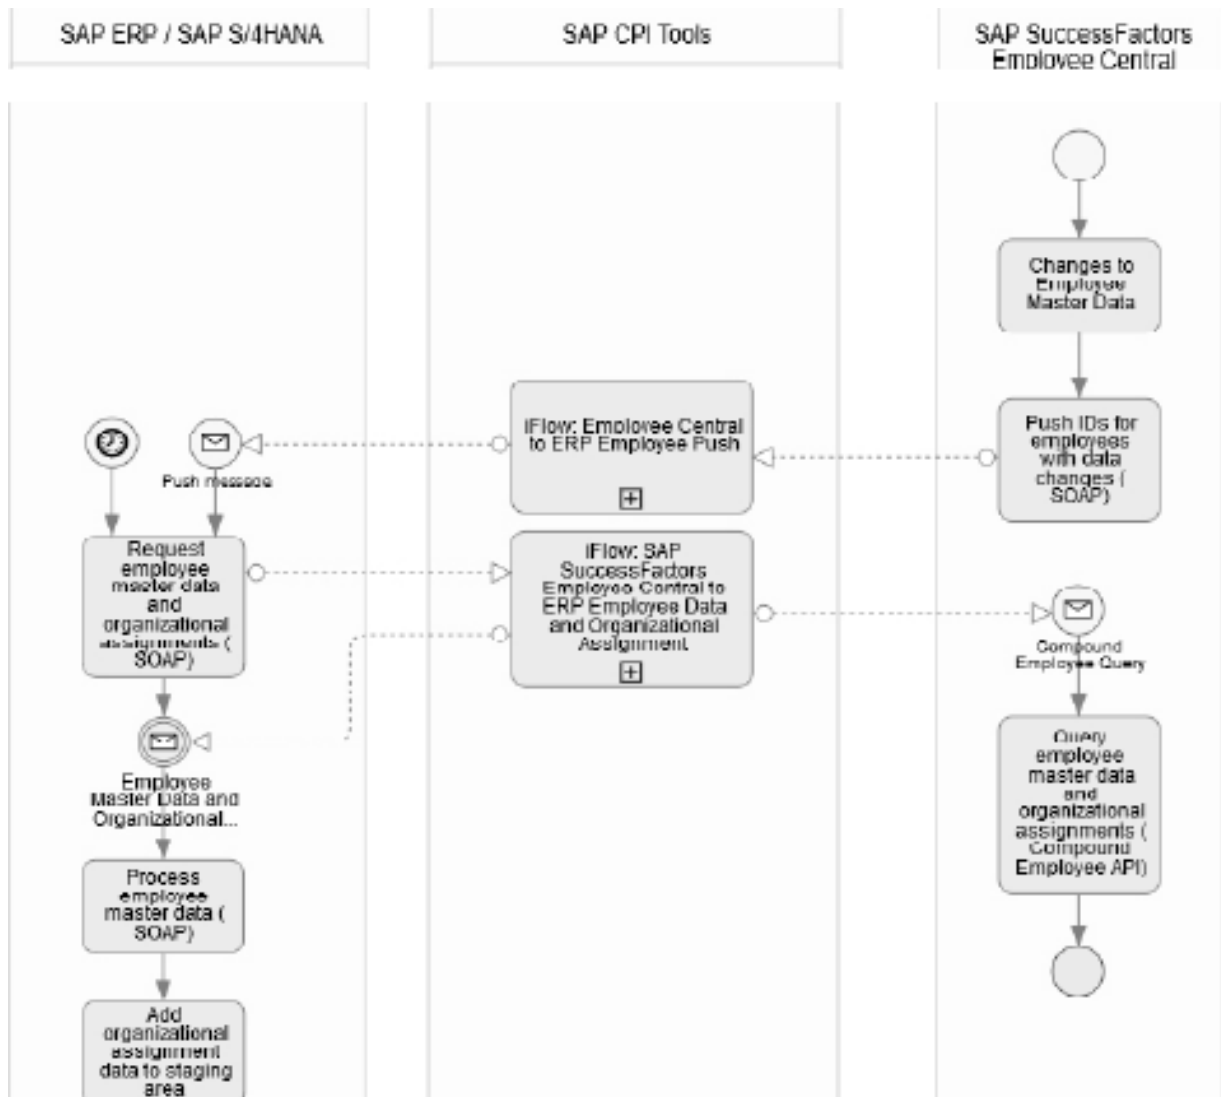 SAP ERP / SAP S/4HANA
SAP CPI Tools
SAP SuccessFactors
Employee Central
Changes to
Employee
Master Data
Push IDs for
employees
with data
changes (
SOAP)
iFlow: Employee Central
to ERP Employee Push
Push message
Request
employee
master data
and
organizational
assignments (
SOAP)
iFlow: SAP
SuccessFactors
Employee Central to
ERP Employee Data
and Organizational
Assignment
Compound
Employee Query
Query
employee
master data
and
organizational
assignments (
Compound
Employee API)
Employee
Master Data and
Organizational...
Process
employee
master data (
SOAP)
Add
organizational
assignment
data to staging
area